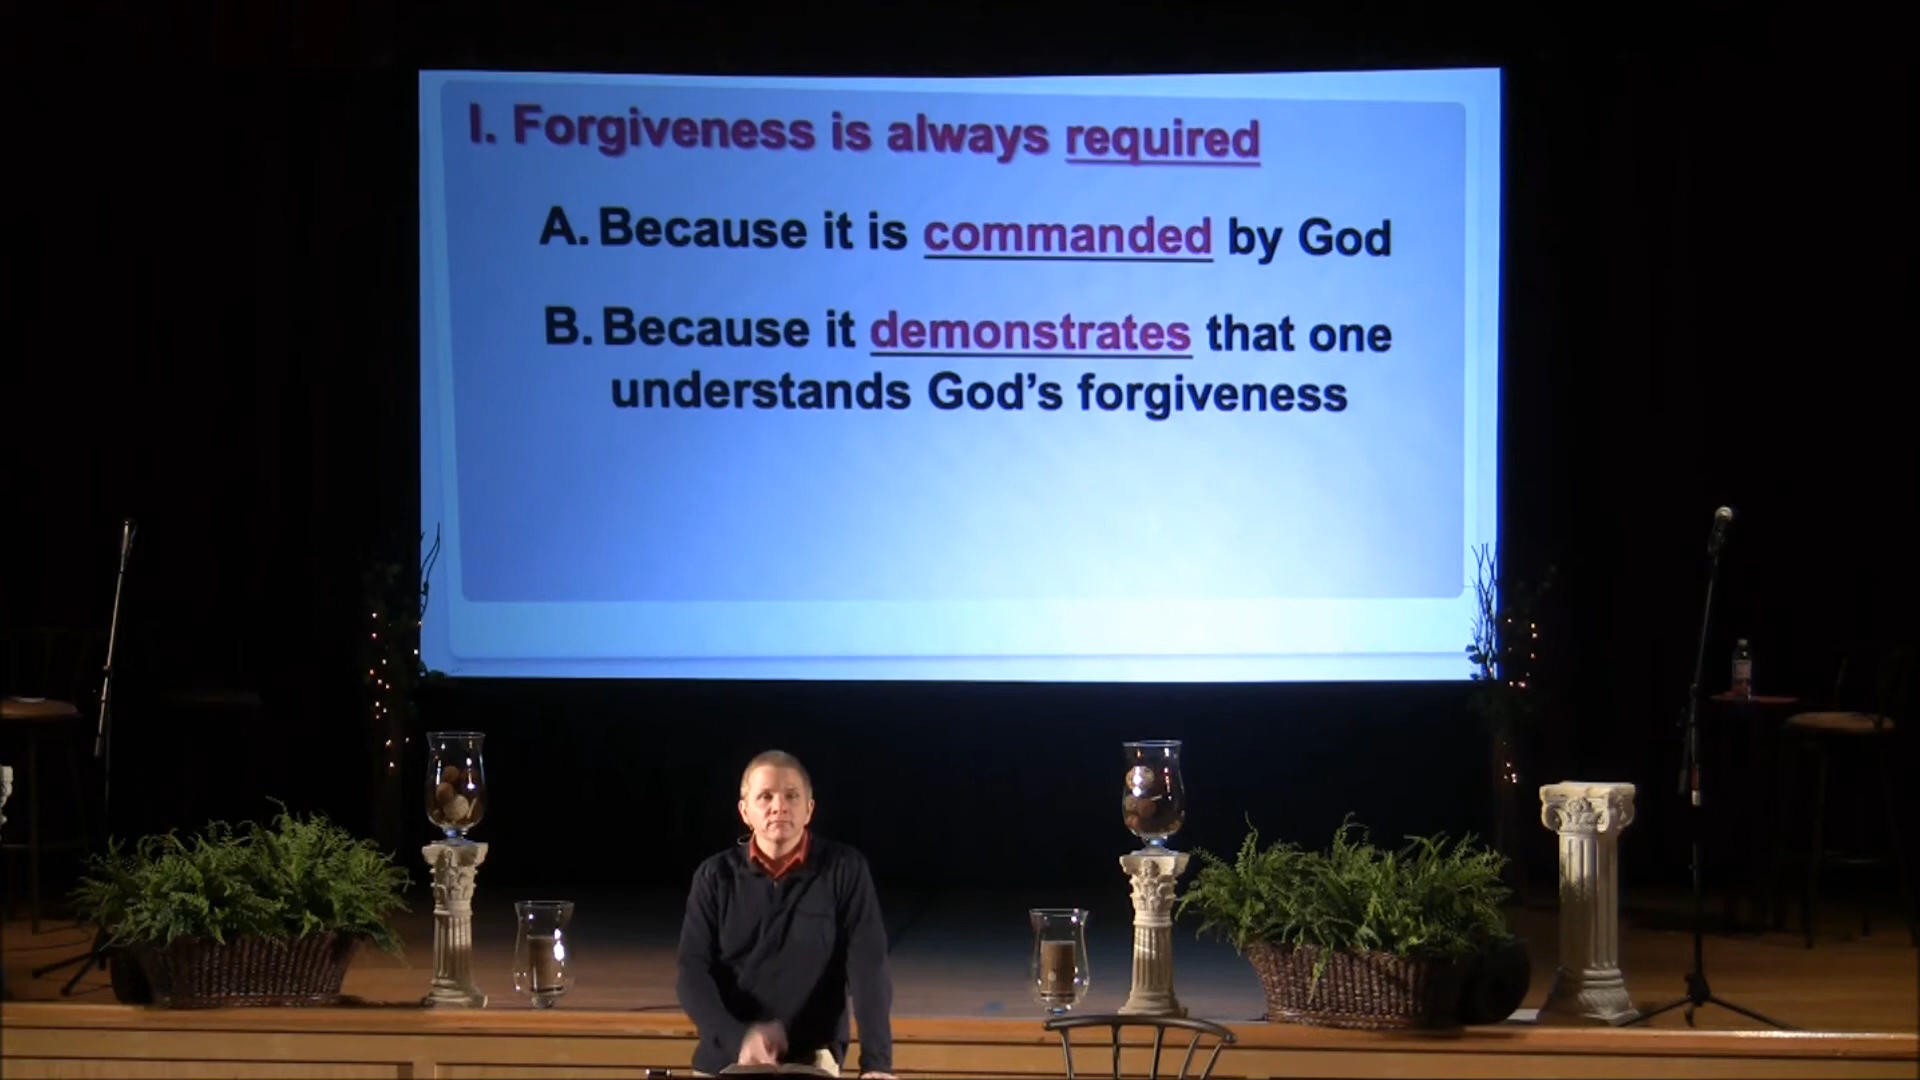 I. Forgiveness is always required
A. Because it is commanded by God
B. Because it demonstrates that one
understands God's forgiveness